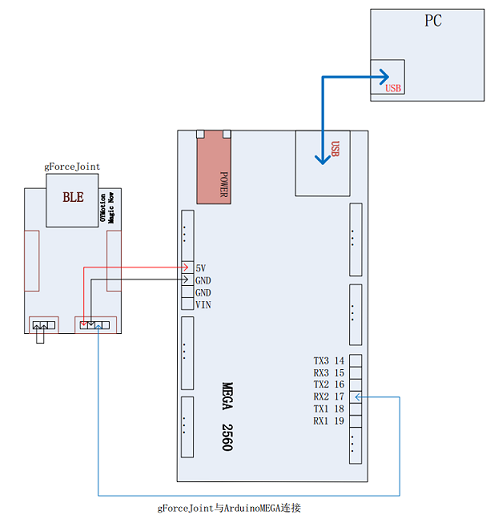 PC
USB
USB
POWER
gForceJoint
BLE
OYMotion
Magic Now
5V
GND
GND
VIN
TX3 14
RX3 15
TX2 16
RX2 17
TX1 18
RX1 19
MEGA 2560
gForceJoint与ArduinoMEGA连接